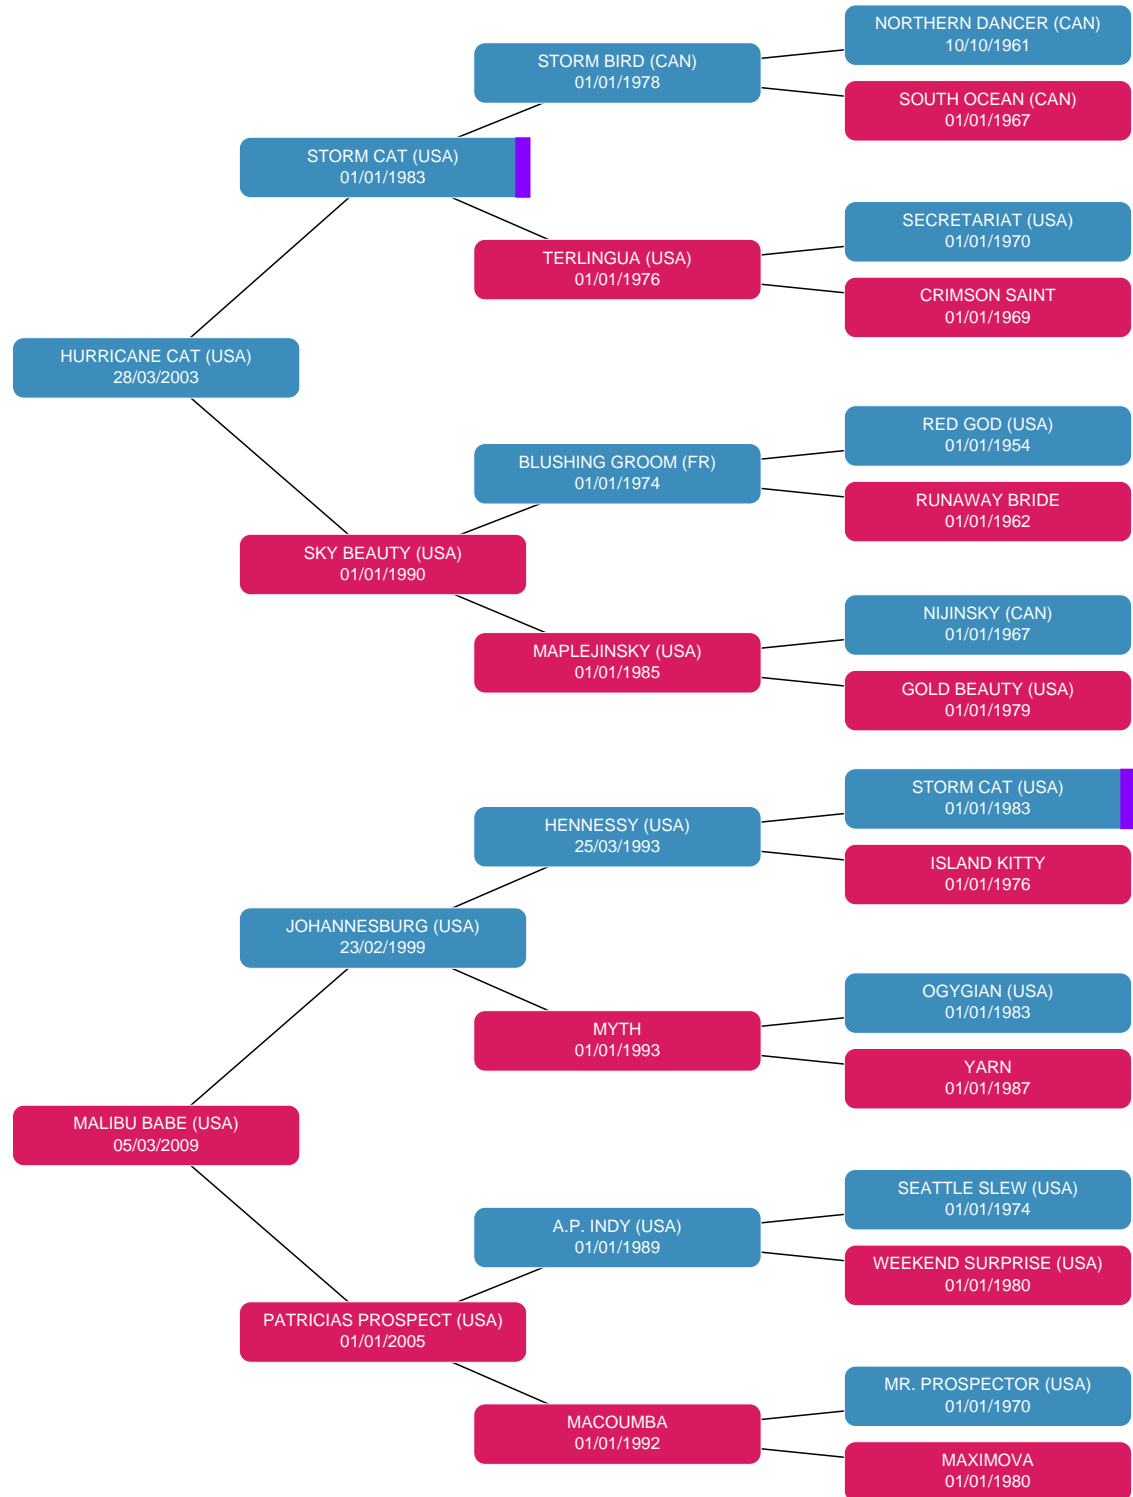 NORTHERN DANCER (CAN)
10/10/1961
STORM BIRD (CAN)
01/01/1978
SOUTH OCEAN (CAN)
01/01/1967
STORM CAT (USA)
01/01/1983
SECRETARIAT (USA)
01/01/1970
TERLINGUA (USA)
01/01/1976
CRIMSON SAINT
01/01/1969
HURRICANE CAT (USA)
28/03/2003
RED GOD (USA)
01/01/1954
BLUSHING GROOM (FR)
01/01/1974
RUNAWAY BRIDE
01/01/1962
SKY BEAUTY (USA)
01/01/1990
NIJINSKY (CAN)
01/01/1967
MAPLEJINSKY (USA)
01/01/1985
GOLD BEAUTY (USA)
01/01/1979
STORM CAT (USA)
01/01/1983
HENNESSY (USA)
25/03/1993
ISLAND KITTY
01/01/1976
JOHANNESBURG (USA)
23/02/1999
OGYGIAN (USA)
01/01/1983
MYTH
01/01/1993
YARN
01/01/1987
MALIBU BABE (USA)
05/03/2009
SEATTLE SLEW (USA)
01/01/1974
A.P. INDY (USA)
01/01/1989
WEEKEND SURPRISE (USA)
01/01/1980
PATRICIAS PROSPECT (USA)
01/01/2005
MR. PROSPECTOR (USA)
01/01/1970
MACOUMBA
01/01/1992
MAXIMOVA
01/01/1980